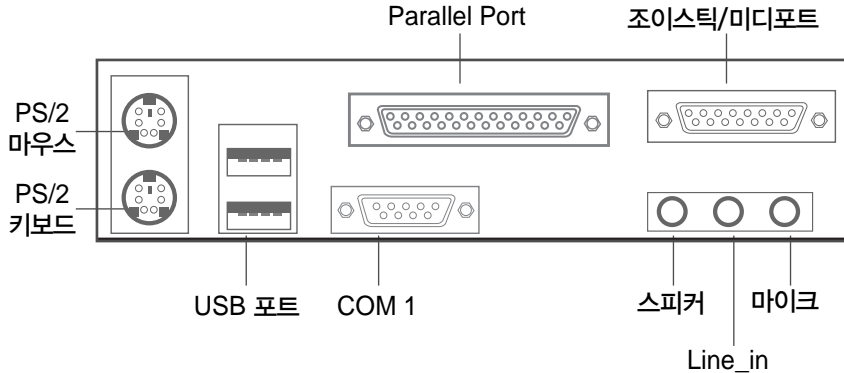 Parallel Port
조이스틱/미디포트
PS/2
마우스
PS/2
키보드
USB 포트
COM 1
스피커
마이크
Line_in